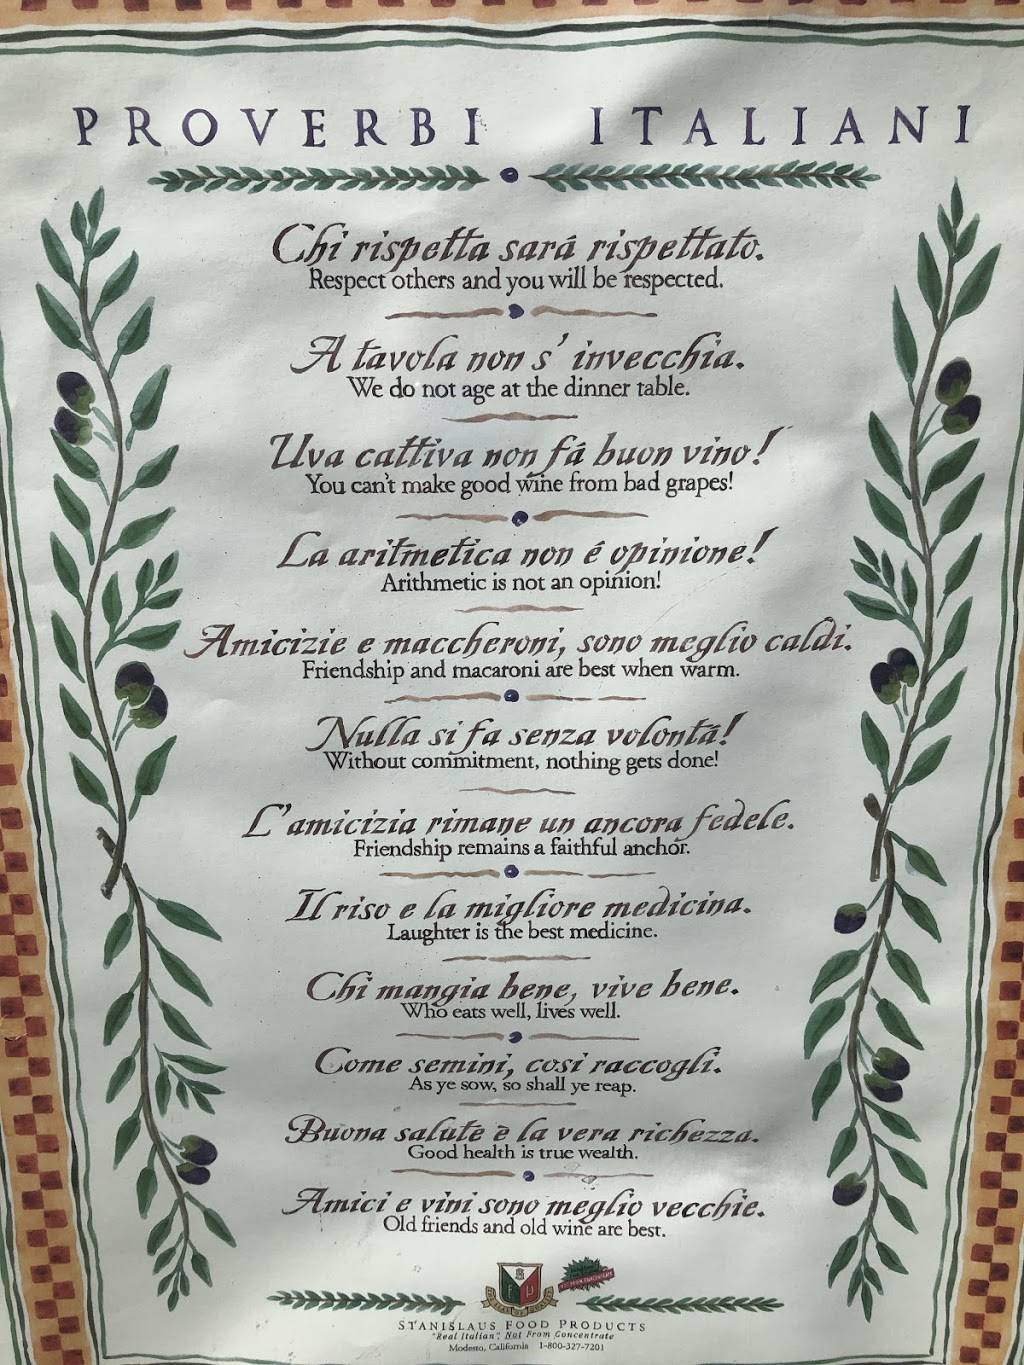 PROVERBI ITALIANI
Chi rispetta sará rispettato.
Respect others and you will be respected.
A tavola non s' invecchia.
We do not age at the dinner table.
Uva cattiva non fá buon vino!
You can't make good wine from bad grapes!
La aritmetica non é opinione!
Arithmetic is not an opinion!
Amicizie e maccheroni, sono meglio caldi.
Friendship and macaroni are best when warm.
Nulla si fa senza volontá!
Without commitment, nothing gets done!
L'amicizia rimane un ancora fedele.
Friendship remains a faithful anchor.
Il riso e la migliore medicina.
Laughter is the best medicine.
Chi mangia bene, vive bene.
Who eats well, lives well.
Come semini, cosi raccogli.
As ye sow, so shall ye reap.
Buona salute è la vera richezza.
Good health is true wealth.
Amici e vini sono meglio vecchie.
Old friends and old wine are best.
STANISLAUS FOOD PRODUCTS
"Real Italian", Not From Concentrate
Modesto, California 1-800-327-7201